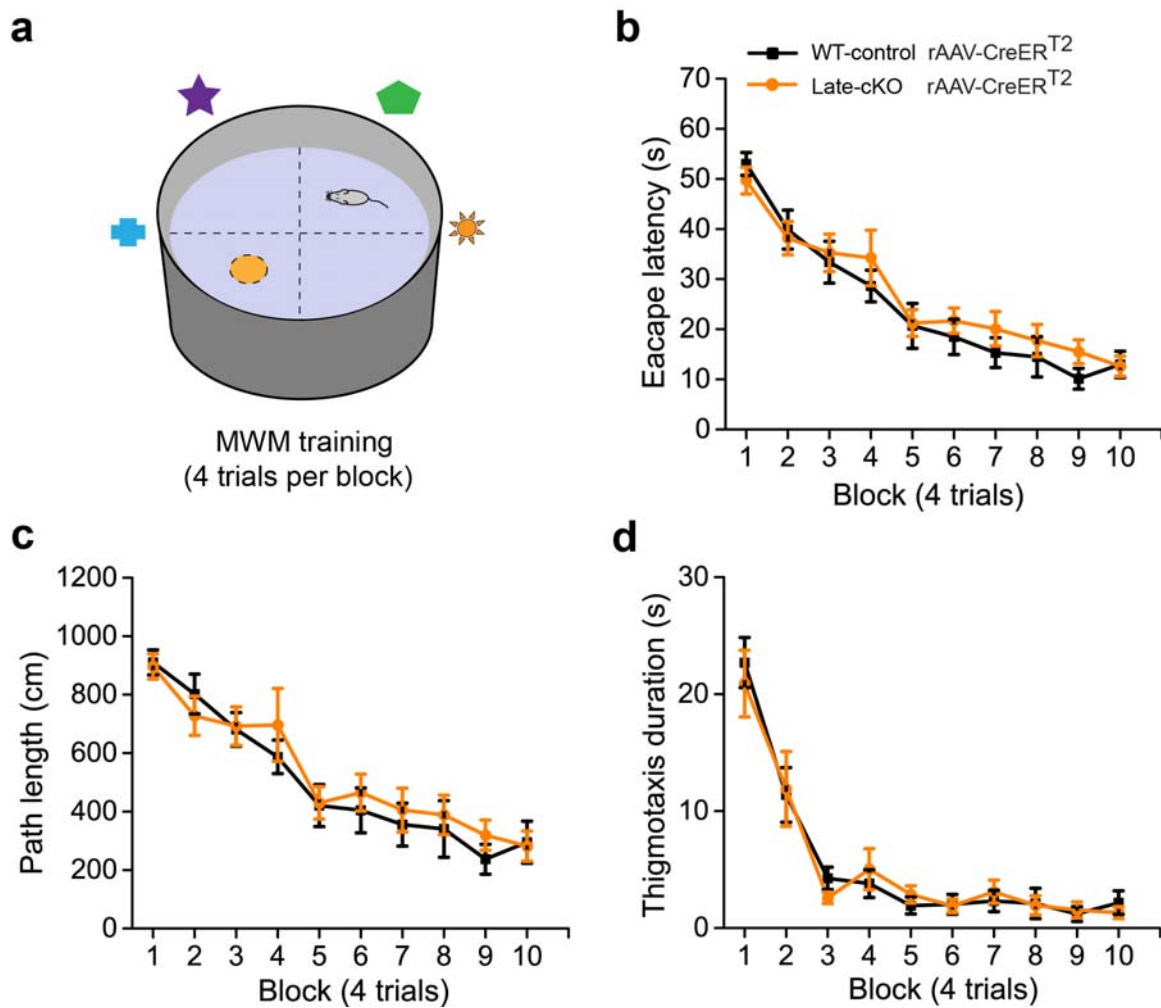 a
MWM training
(4 trials per block)
b
WT-control rAAV-CreER^T2
Late-cKO rAAV-CreER^T2
70
60
50
40
30
20
10
0
Eacape latency (s)
1 2 3 4 5 6 7 8 9 10
Block (4 trials)
c
1200
1000
800
600
400
200
0
Path length (cm)
1 2 3 4 5 6 7 8 9 10
Block (4 trials)
d
30
20
10
0
Thigmotaxis duration (s)
1 2 3 4 5 6 7 8 9 10
Block (4 trials)